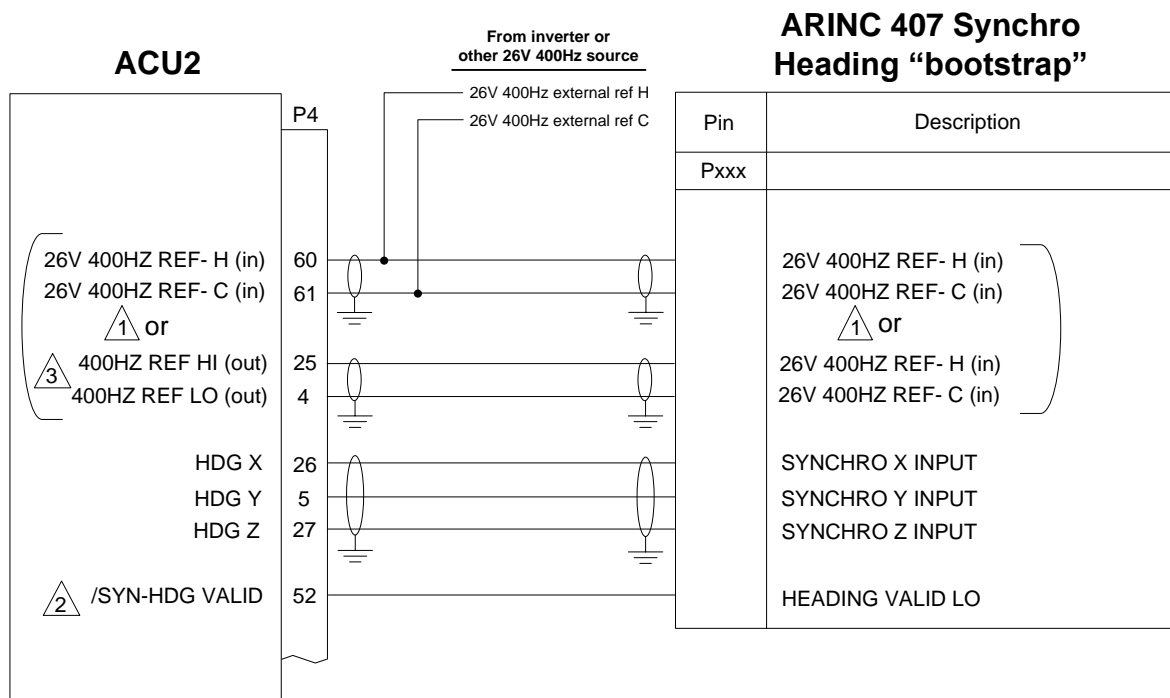 ACU2
From inverter or
other 26V 400Hz source
ARINC 407 Synchro
Heading “bootstrap”
26V 400Hz external ref H
26V 400Hz external ref C
P4
Pin Description
Pxxx
26V 400HZ REF- H (in) 60 26V 400HZ REF- H (in)
26V 400HZ REF- C (in) 61 26V 400HZ REF- C (in)
1 or 1 or
3 400HZ REF HI (out) 25 26V 400HZ REF- H (in)
400HZ REF LO (out) 4 26V 400HZ REF- C (in)
HDG X 26 SYNCHRO X INPUT
HDG Y 5 SYNCHRO Y INPUT
HDG Z 27 SYNCHRO Z INPUT
2 /SYN-HDG VALID 52 HEADING VALID LO